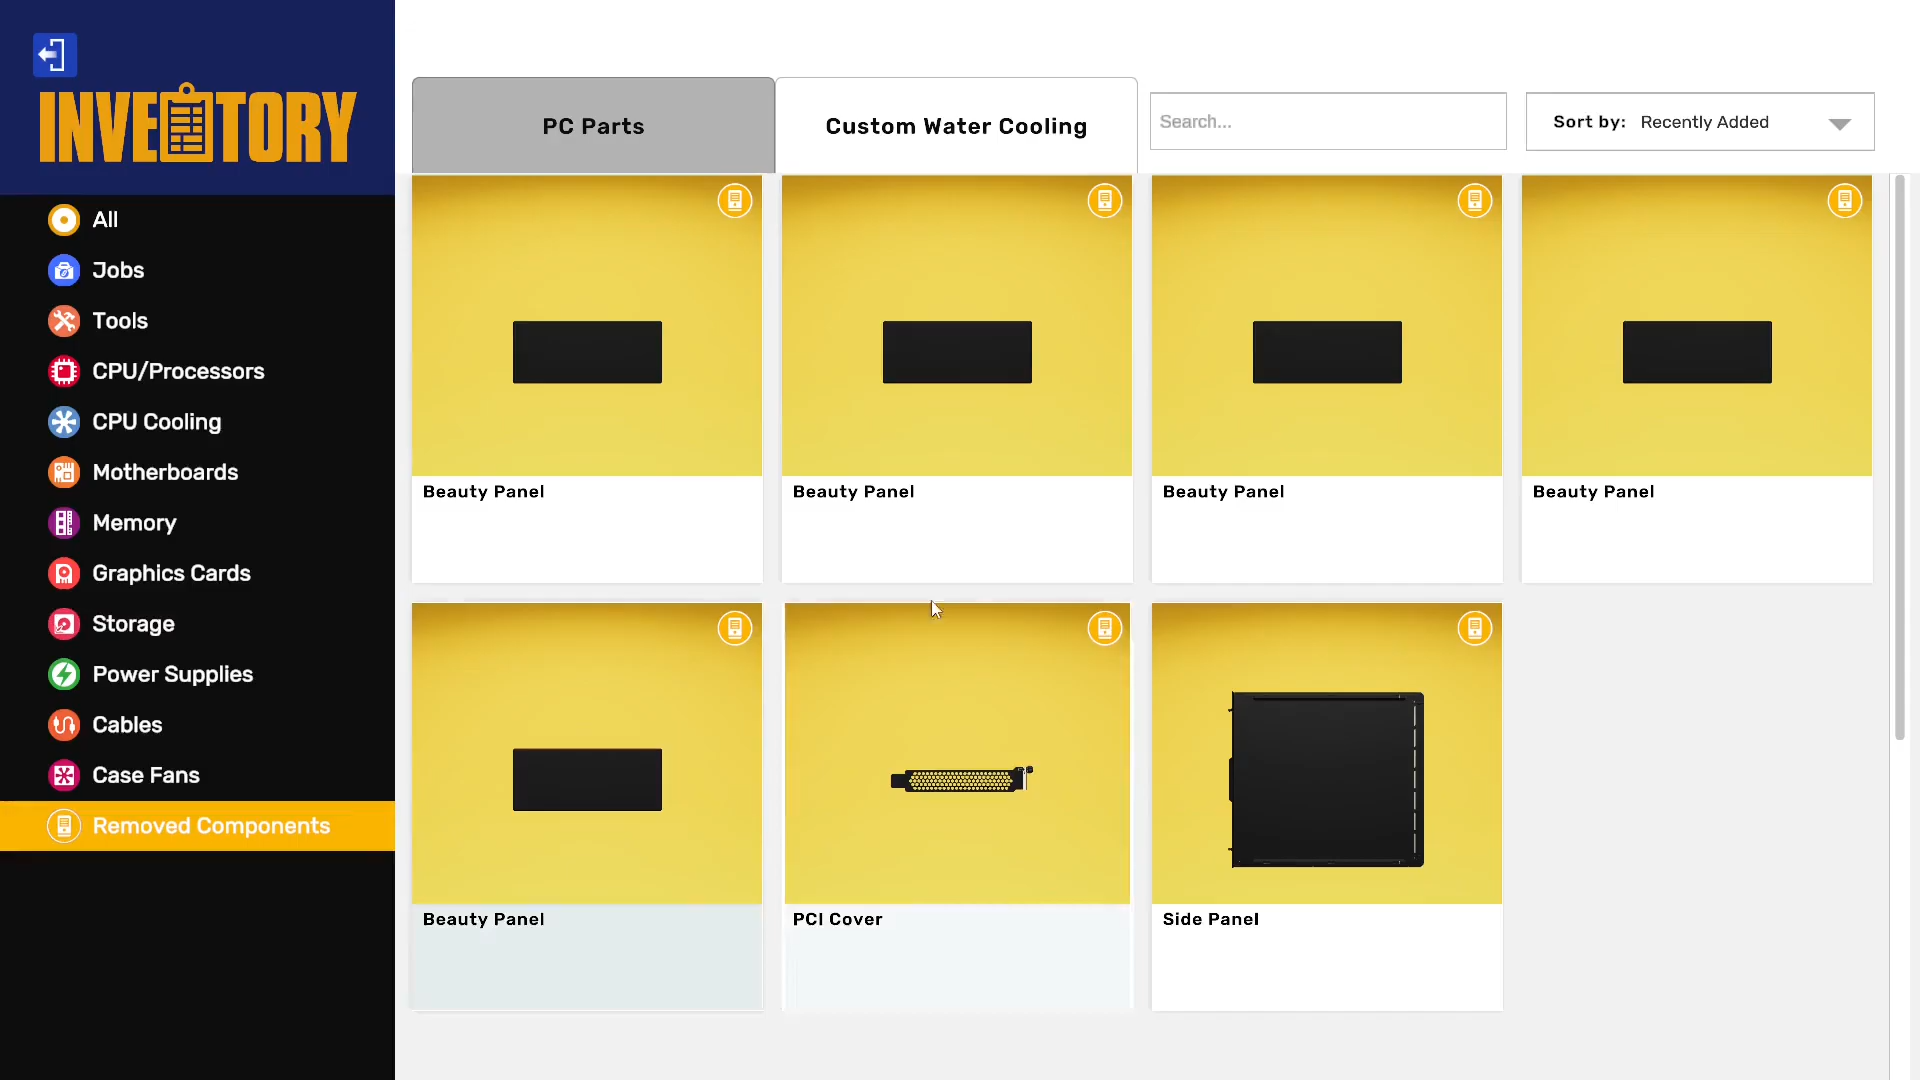 INVENTORY
All
Jobs
Tools
CPU/Processors
CPU Cooling
Motherboards
Memory
Graphics Cards
Storage
Power Supplies
Cables
Case Fans
Removed Components
PC Parts
Custom Water Cooling
Search...
Sort by: Recently Added
Beauty Panel
Beauty Panel
Beauty Panel
Beauty Panel
Beauty Panel
PCI Cover
Side Panel